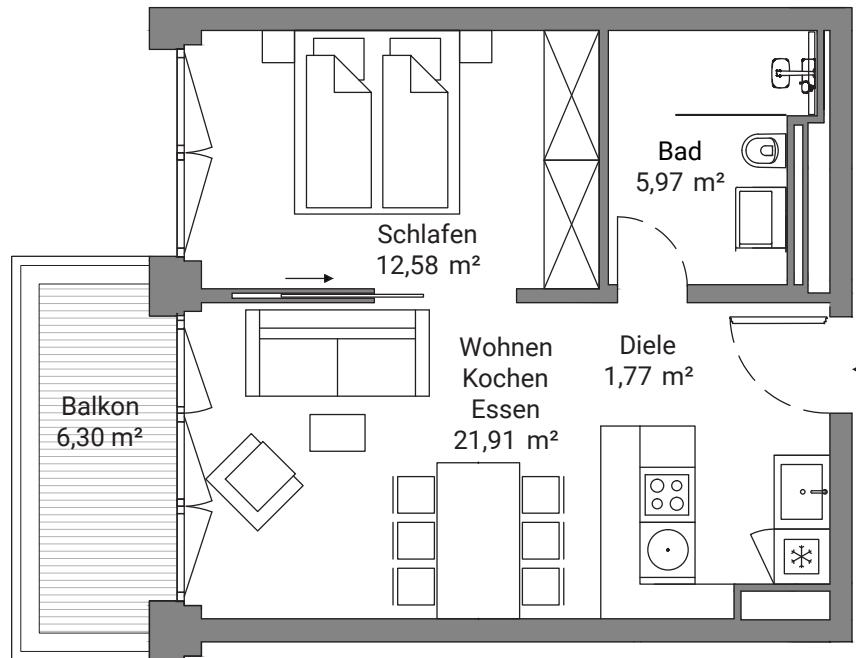 Bad
5,97 m²
Schlafen
12,58 m²
Wohnen
Kochen
Essen
21,91 m²
Diele
1,77 m²
Balkon
6,30 m²